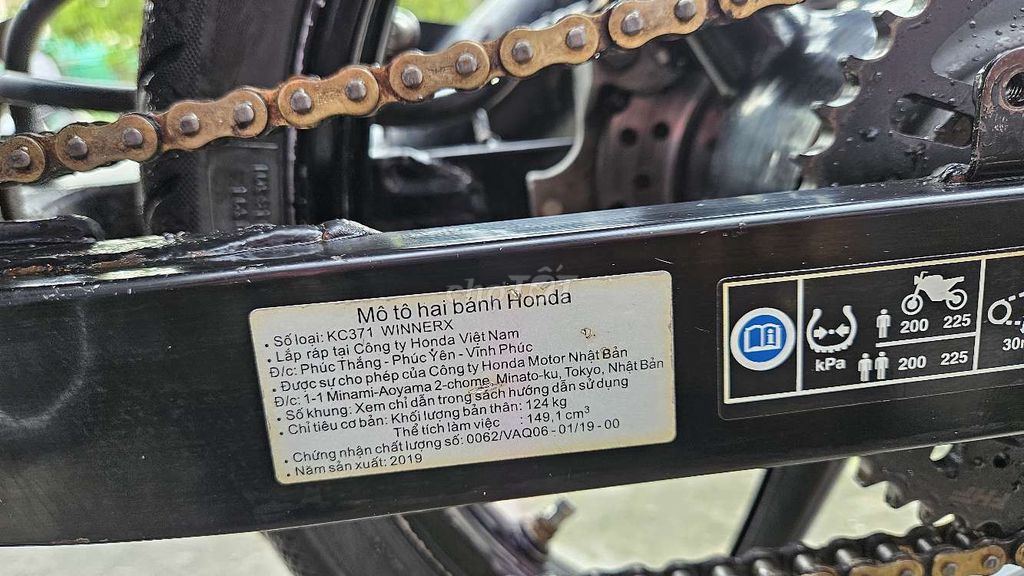 Mô tô hai bánh Honda
• Số loại: KC371 WINNERX
• Lắp ráp tại Công ty Honda Việt Nam
Đ/c: Phúc Thắng - Phúc Yên - Vĩnh Phúc
• Được sự cho phép của Công ty Honda Motor Nhật Bản
Đ/c: 1-1 Minami-Aoyama 2-chome, Minato-ku, Tokyo, Nhật Bản
• Số khung: Xem chỉ dẫn trong sách hướng dẫn sử dụng
• Chỉ tiêu cơ bản: Khối lượng bản thân: 124 kg
Thể tích làm việc : 149,1 cm³
• Chứng nhận chất lượng số: 0062/VAQ06 - 01/19 - 00
• Năm sản xuất: 2019
kPa
200 225
200 225
30